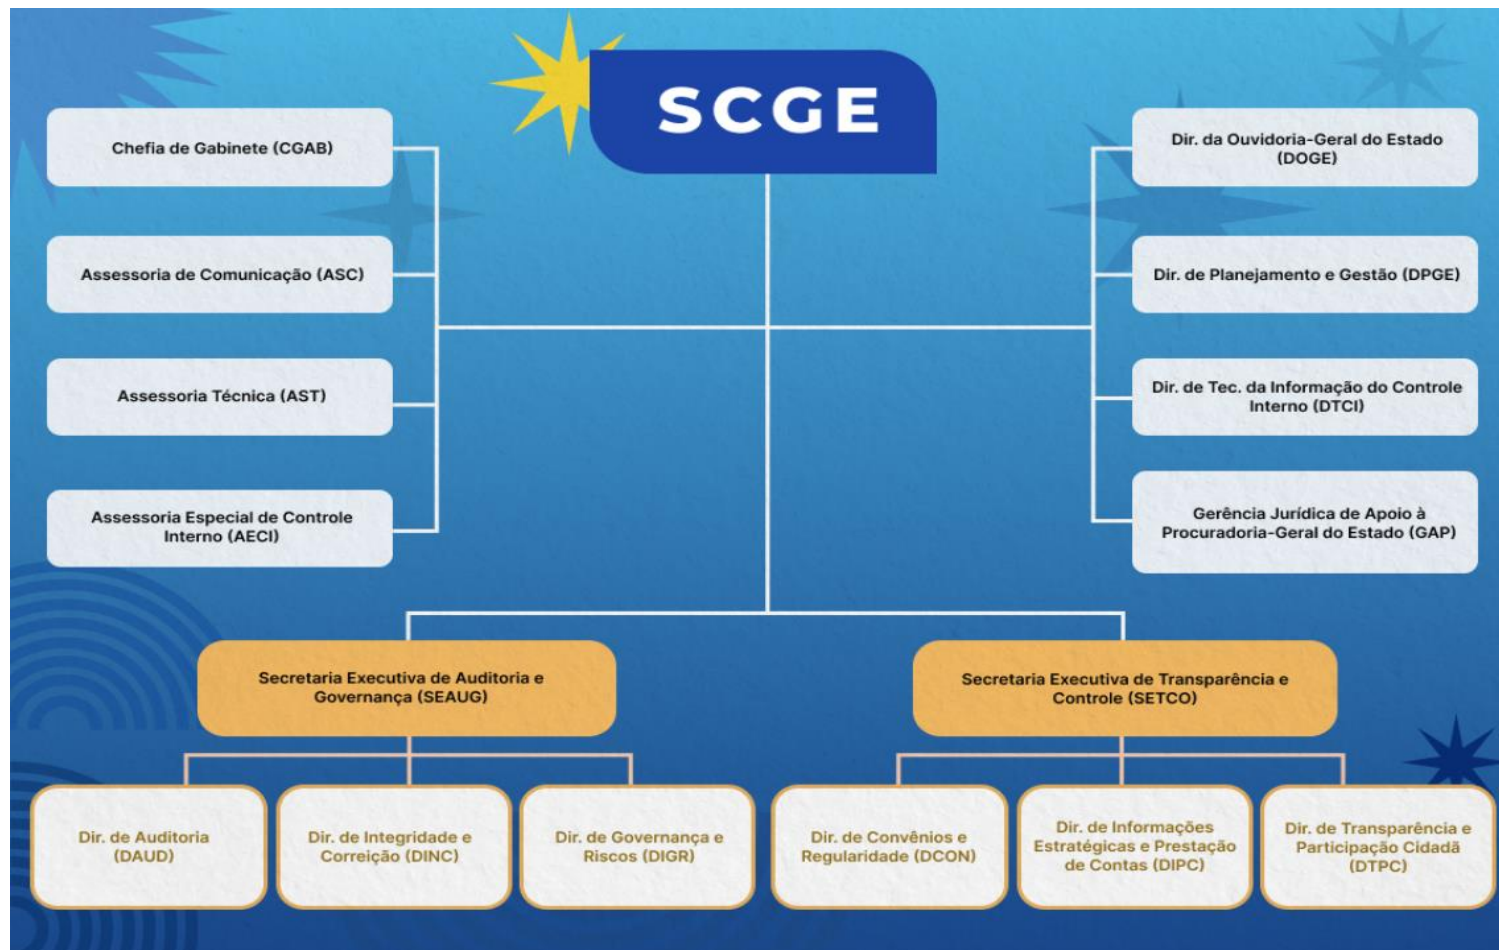 SCGE
Chefia de Gabinete (CGAB)
Assessoria de Comunicação (ASC)
Assessoria Técnica (AST)
Assessoria Especial de Controle
Interno (AECI)
Dir. da Ouvidoria-Geral do Estado
(DOGE)
Dir. de Planejamento e Gestão (DPGE)
Dir. de Tec. da Informação do Controle
Interno (DTCI)
Gerência Jurídica de Apoio à
Procuradoria-Geral do Estado (GAP)
Secretaria Executiva de Auditoria e
Governança (SEAUG)
Secretaria Executiva de Transparência e
Controle (SETCO)
Dir. de Auditoria
(DAUD)
Dir. de Integridade e
Correição (DINC)
Dir. de Governança e
Riscos (DIGR)
Dir. de Convênios e
Regularidade (DCON)
Dir. de Informações
Estratégicas e Prestação
de Contas (DIPC)
Dir. de Transparência e
Participação Cidadã
(DTPC)